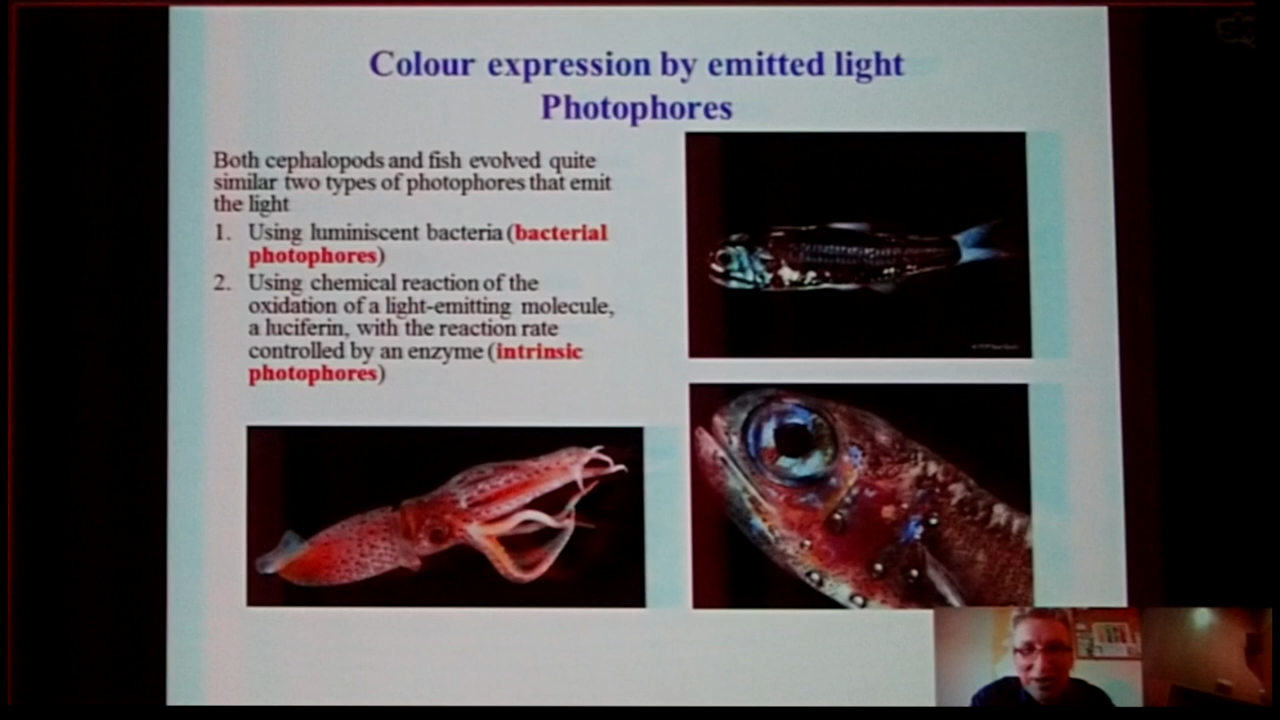 Colour expression by emitted light
Photophores
Both cephalopods and fish evolved quite
similar two types of photophores that emit
the light
1. Using luminiscent bacteria (bacterial
photophores)
2. Using chemical reaction of the
oxidation of a light-emitting molecule,
a luciferin, with the reaction rate
controlled by an enzyme (intrinsic
photophores)